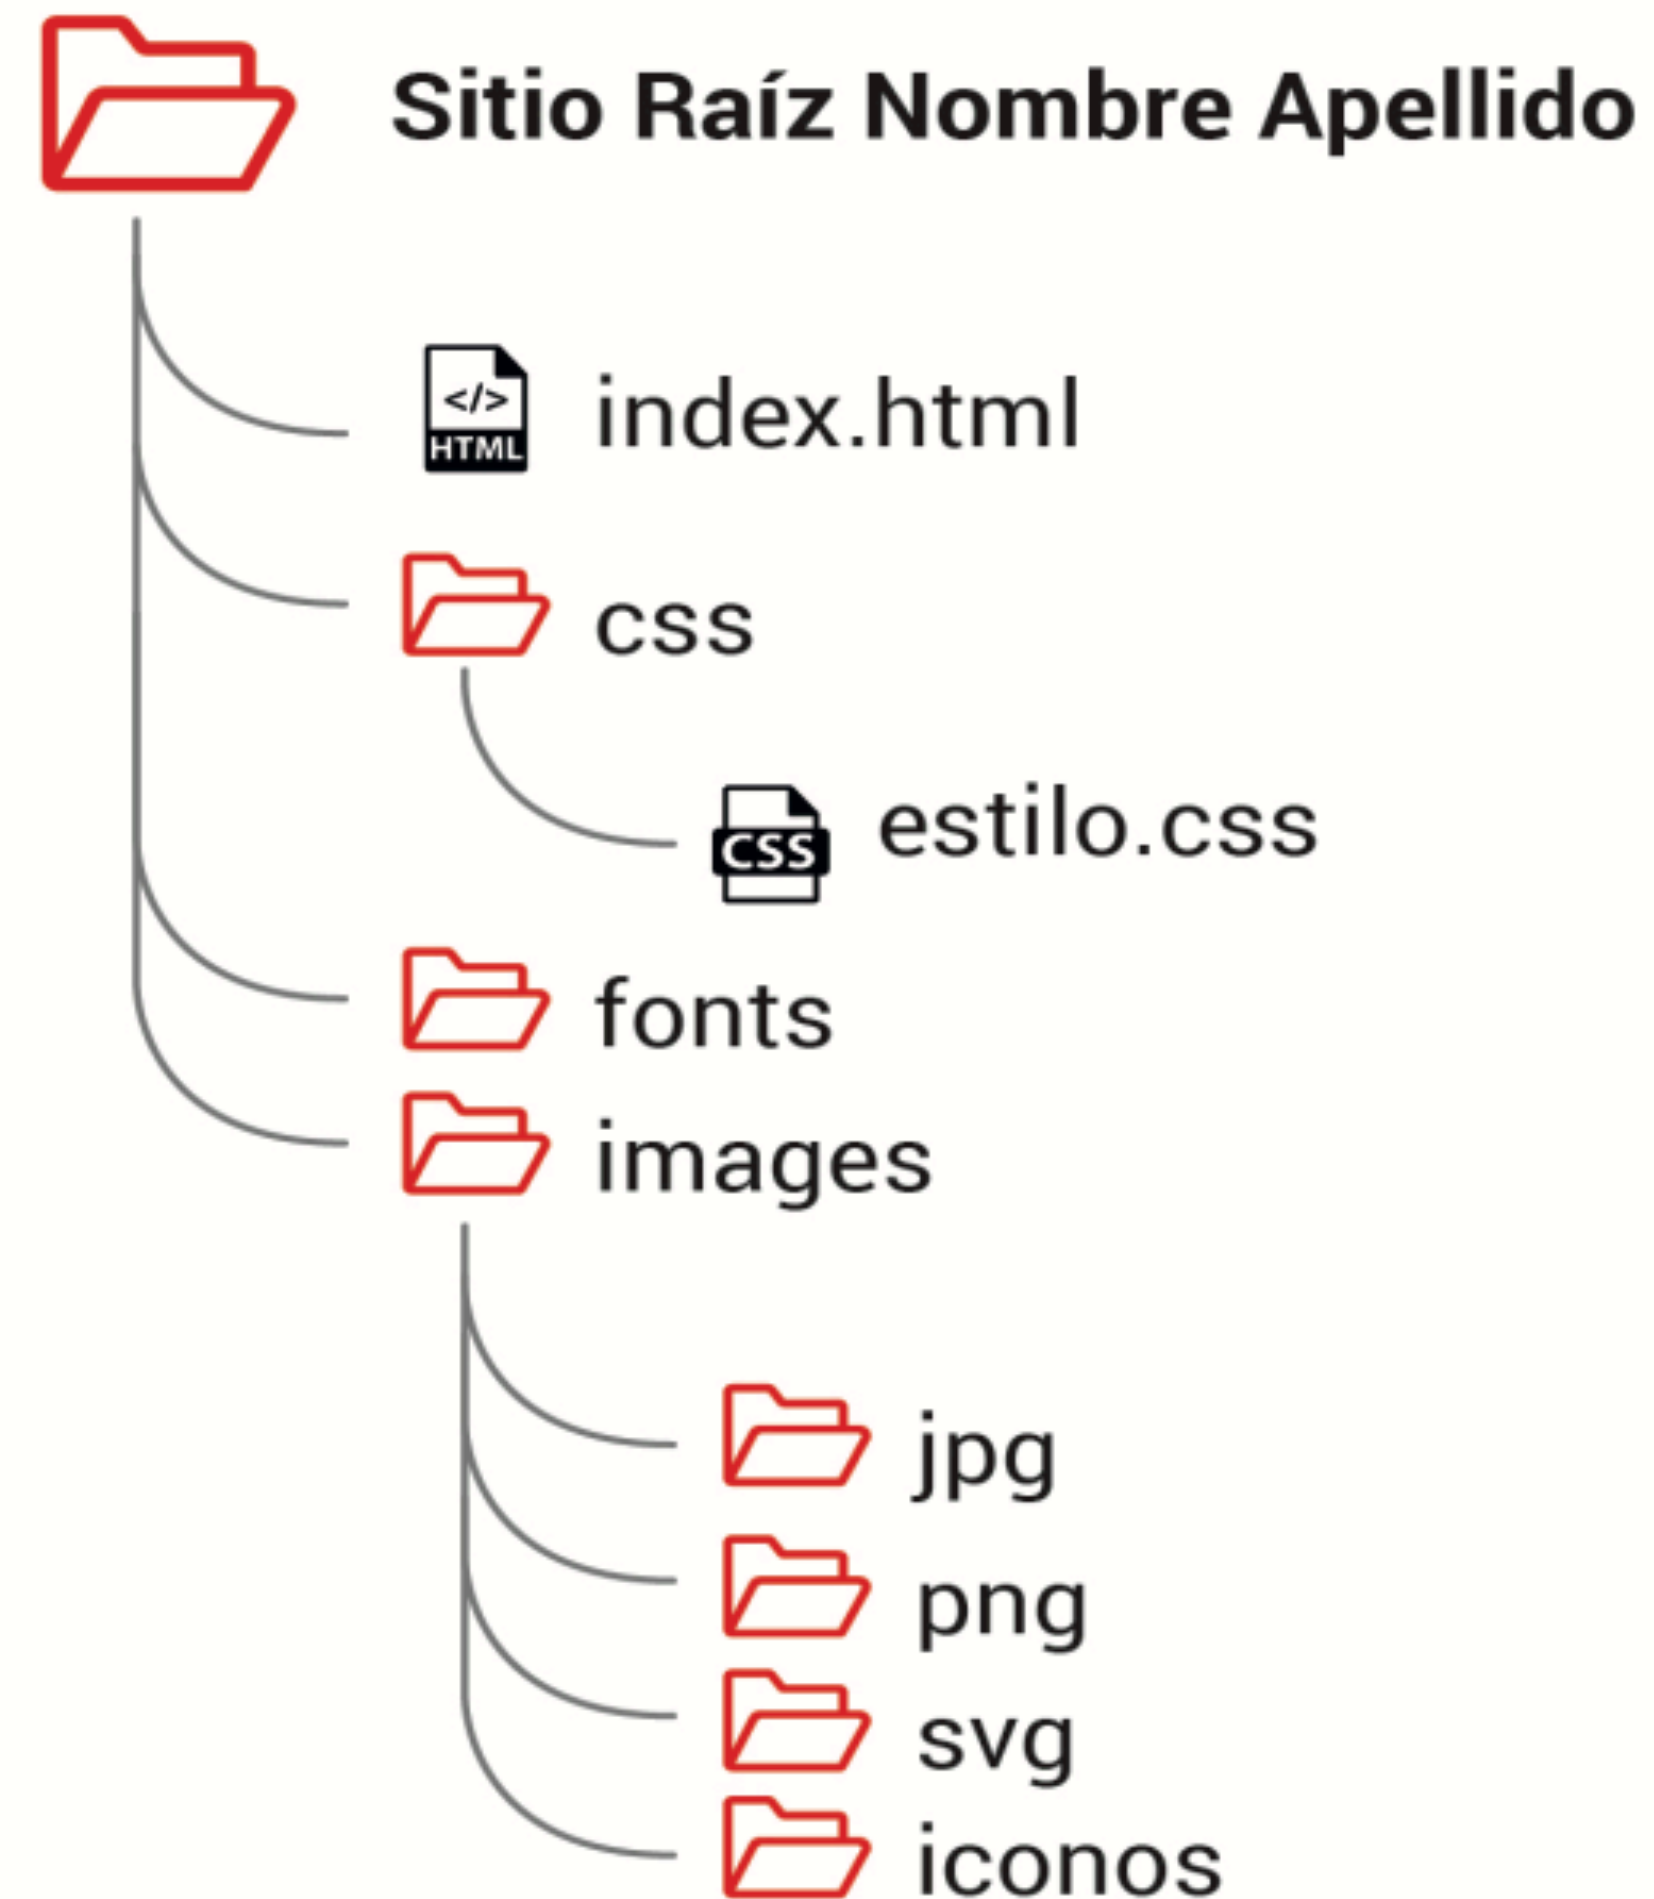 Sitio Raíz Nombre Apellido
</>
HTML
index.html
css
CSS
estilo.css
fonts
images
jpg
png
svg
iconos